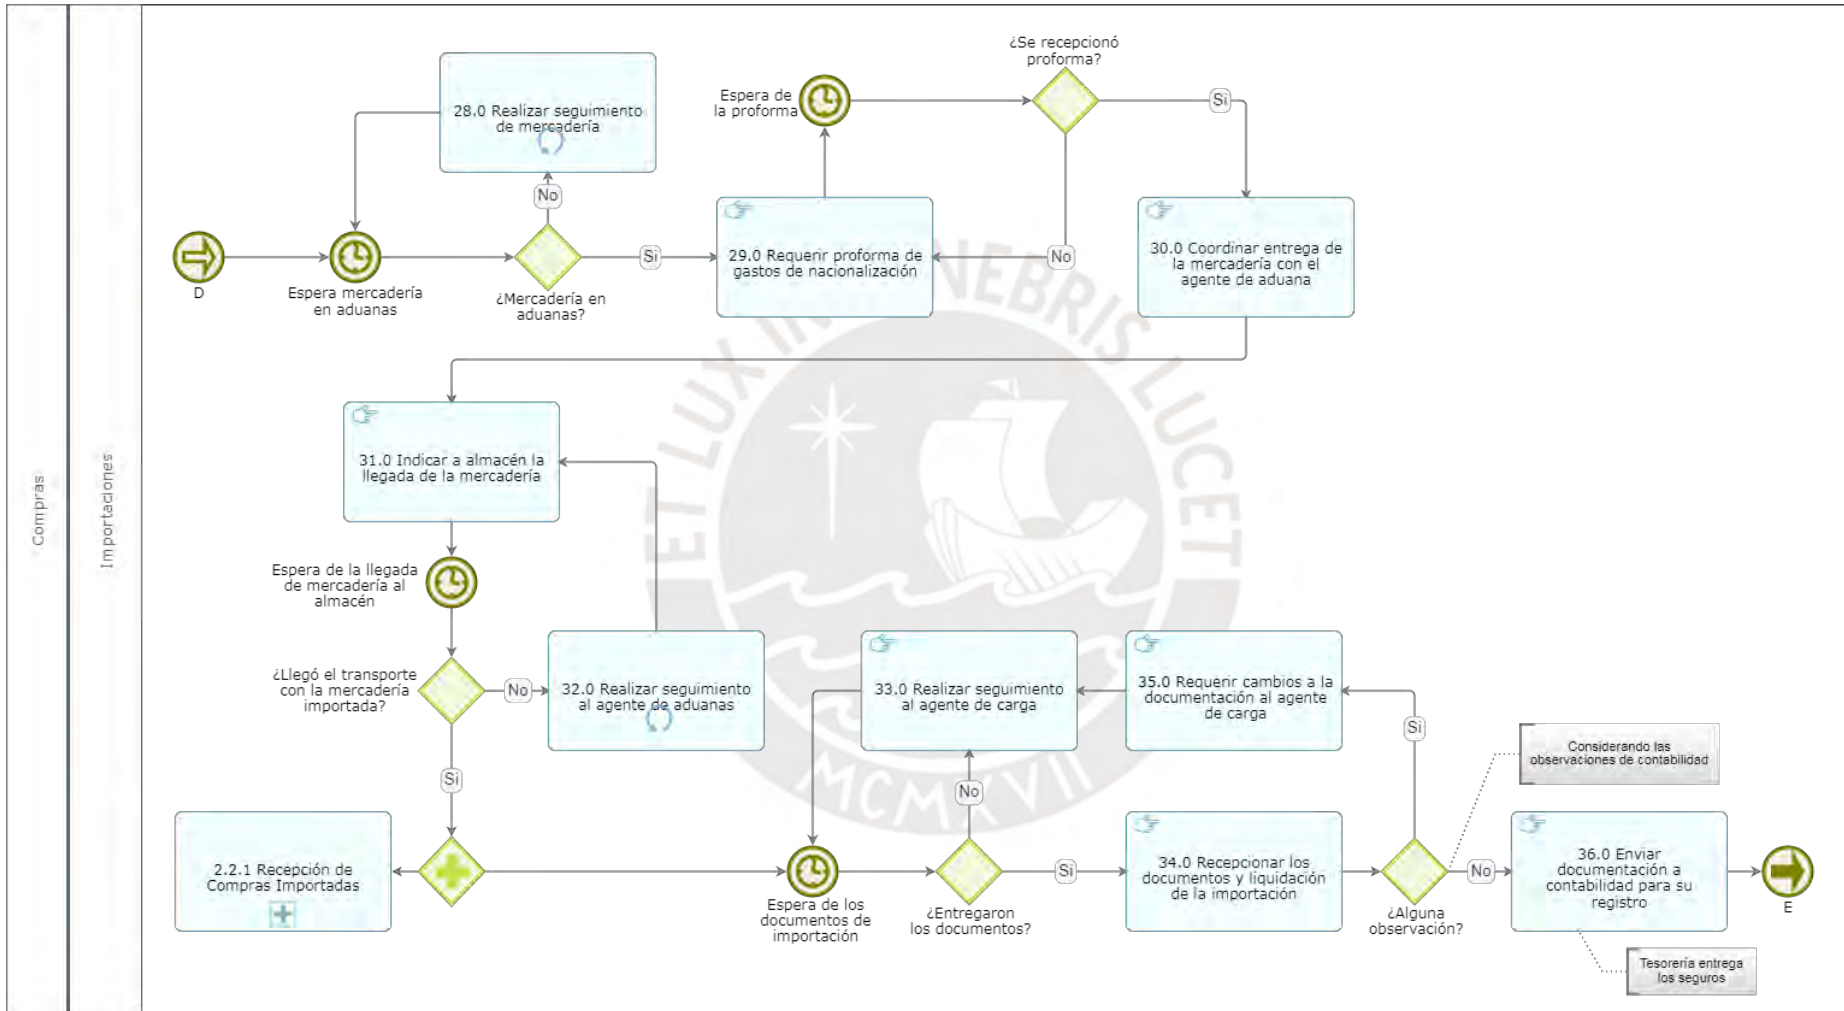 Compras
Importaciones
28.0 Realizar seguimiento
de mercadería
No
D
Espera mercadería
en aduanas
¿Mercadería en
aduanas?
Si
29.0 Requerir proforma de
gastos de nacionalización
Espera de
la proforma
¿Se recepcionó
proforma?
Si
No
30.0 Coordinar entrega de
la mercadería con el
agente de aduana
31.0 Indicar a almacén la
llegada de la mercadería
Espera de la llegada
de mercadería al
almacén
¿Llegó el transporte
con la mercadería
importada?
No
32.0 Realizar seguimiento
al agente de aduanas
Si
2.2.1 Recepción de
Compras Importadas
Espera de los
documentos de
importación
33.0 Realizar seguimiento
al agente de carga
No
¿Entregaron
los documentos?
Si
35.0 Requerir cambios a la
documentación al agente
de carga
34.0 Recepcionar los
documentos y liquidación
de la importación
Si
¿Alguna
observación?
No
Considerando las
observaciones de contabilidad
36.0 Enviar
documentación a
contabilidad para su
registro
Tesorería entrega
los seguros
E
ET LUX IN TENEBRIS LUCET
MCMXVII